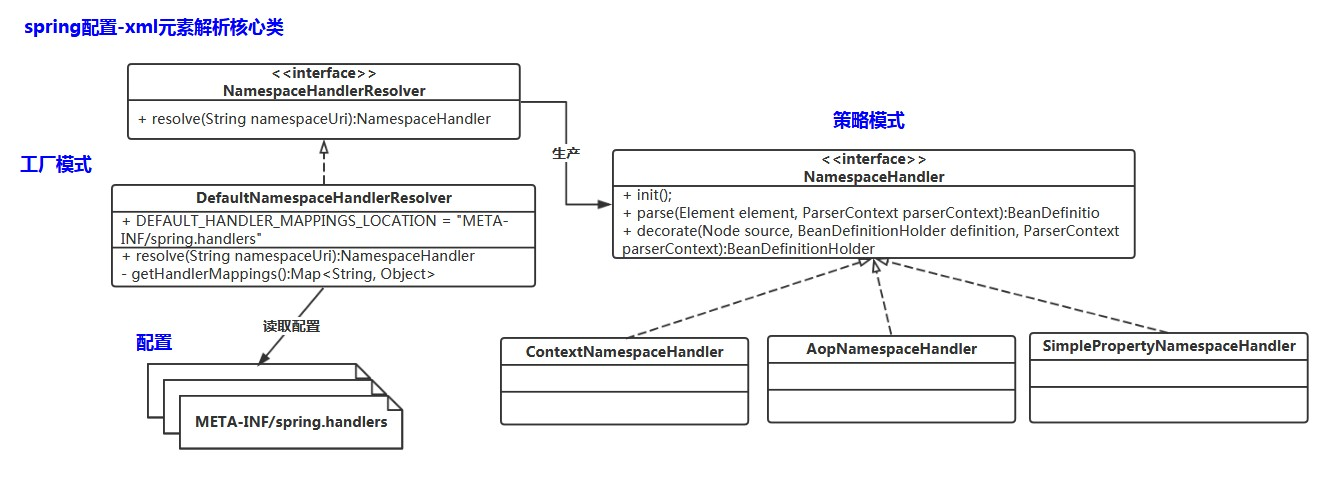 spring配置-xml元素解析核心类
<<interface>>
NamespaceHandlerResolver
+ resolve(String namespaceUri):NamespaceHandler
生产
策略模式
工厂模式
<<interface>>
NamespaceHandler
+ init();
+ parse(Element element, ParserContext parserContext):BeanDefinitio
+ decorate(Node source, BeanDefinitionHolder definition, ParserContext
parserContext):BeanDefinitionHolder
DefaultNamespaceHandlerResolver
+ DEFAULT_HANDLER_MAPPINGS_LOCATION = "META-
INF/spring.handlers"
+ resolve(String namespaceUri):NamespaceHandler
- getHandlerMappings():Map<String, Object>
读取配置
配置
META-INF/spring.handlers
ContextNamespaceHandler
AopNamespaceHandler
SimplePropertyNamespaceHandler